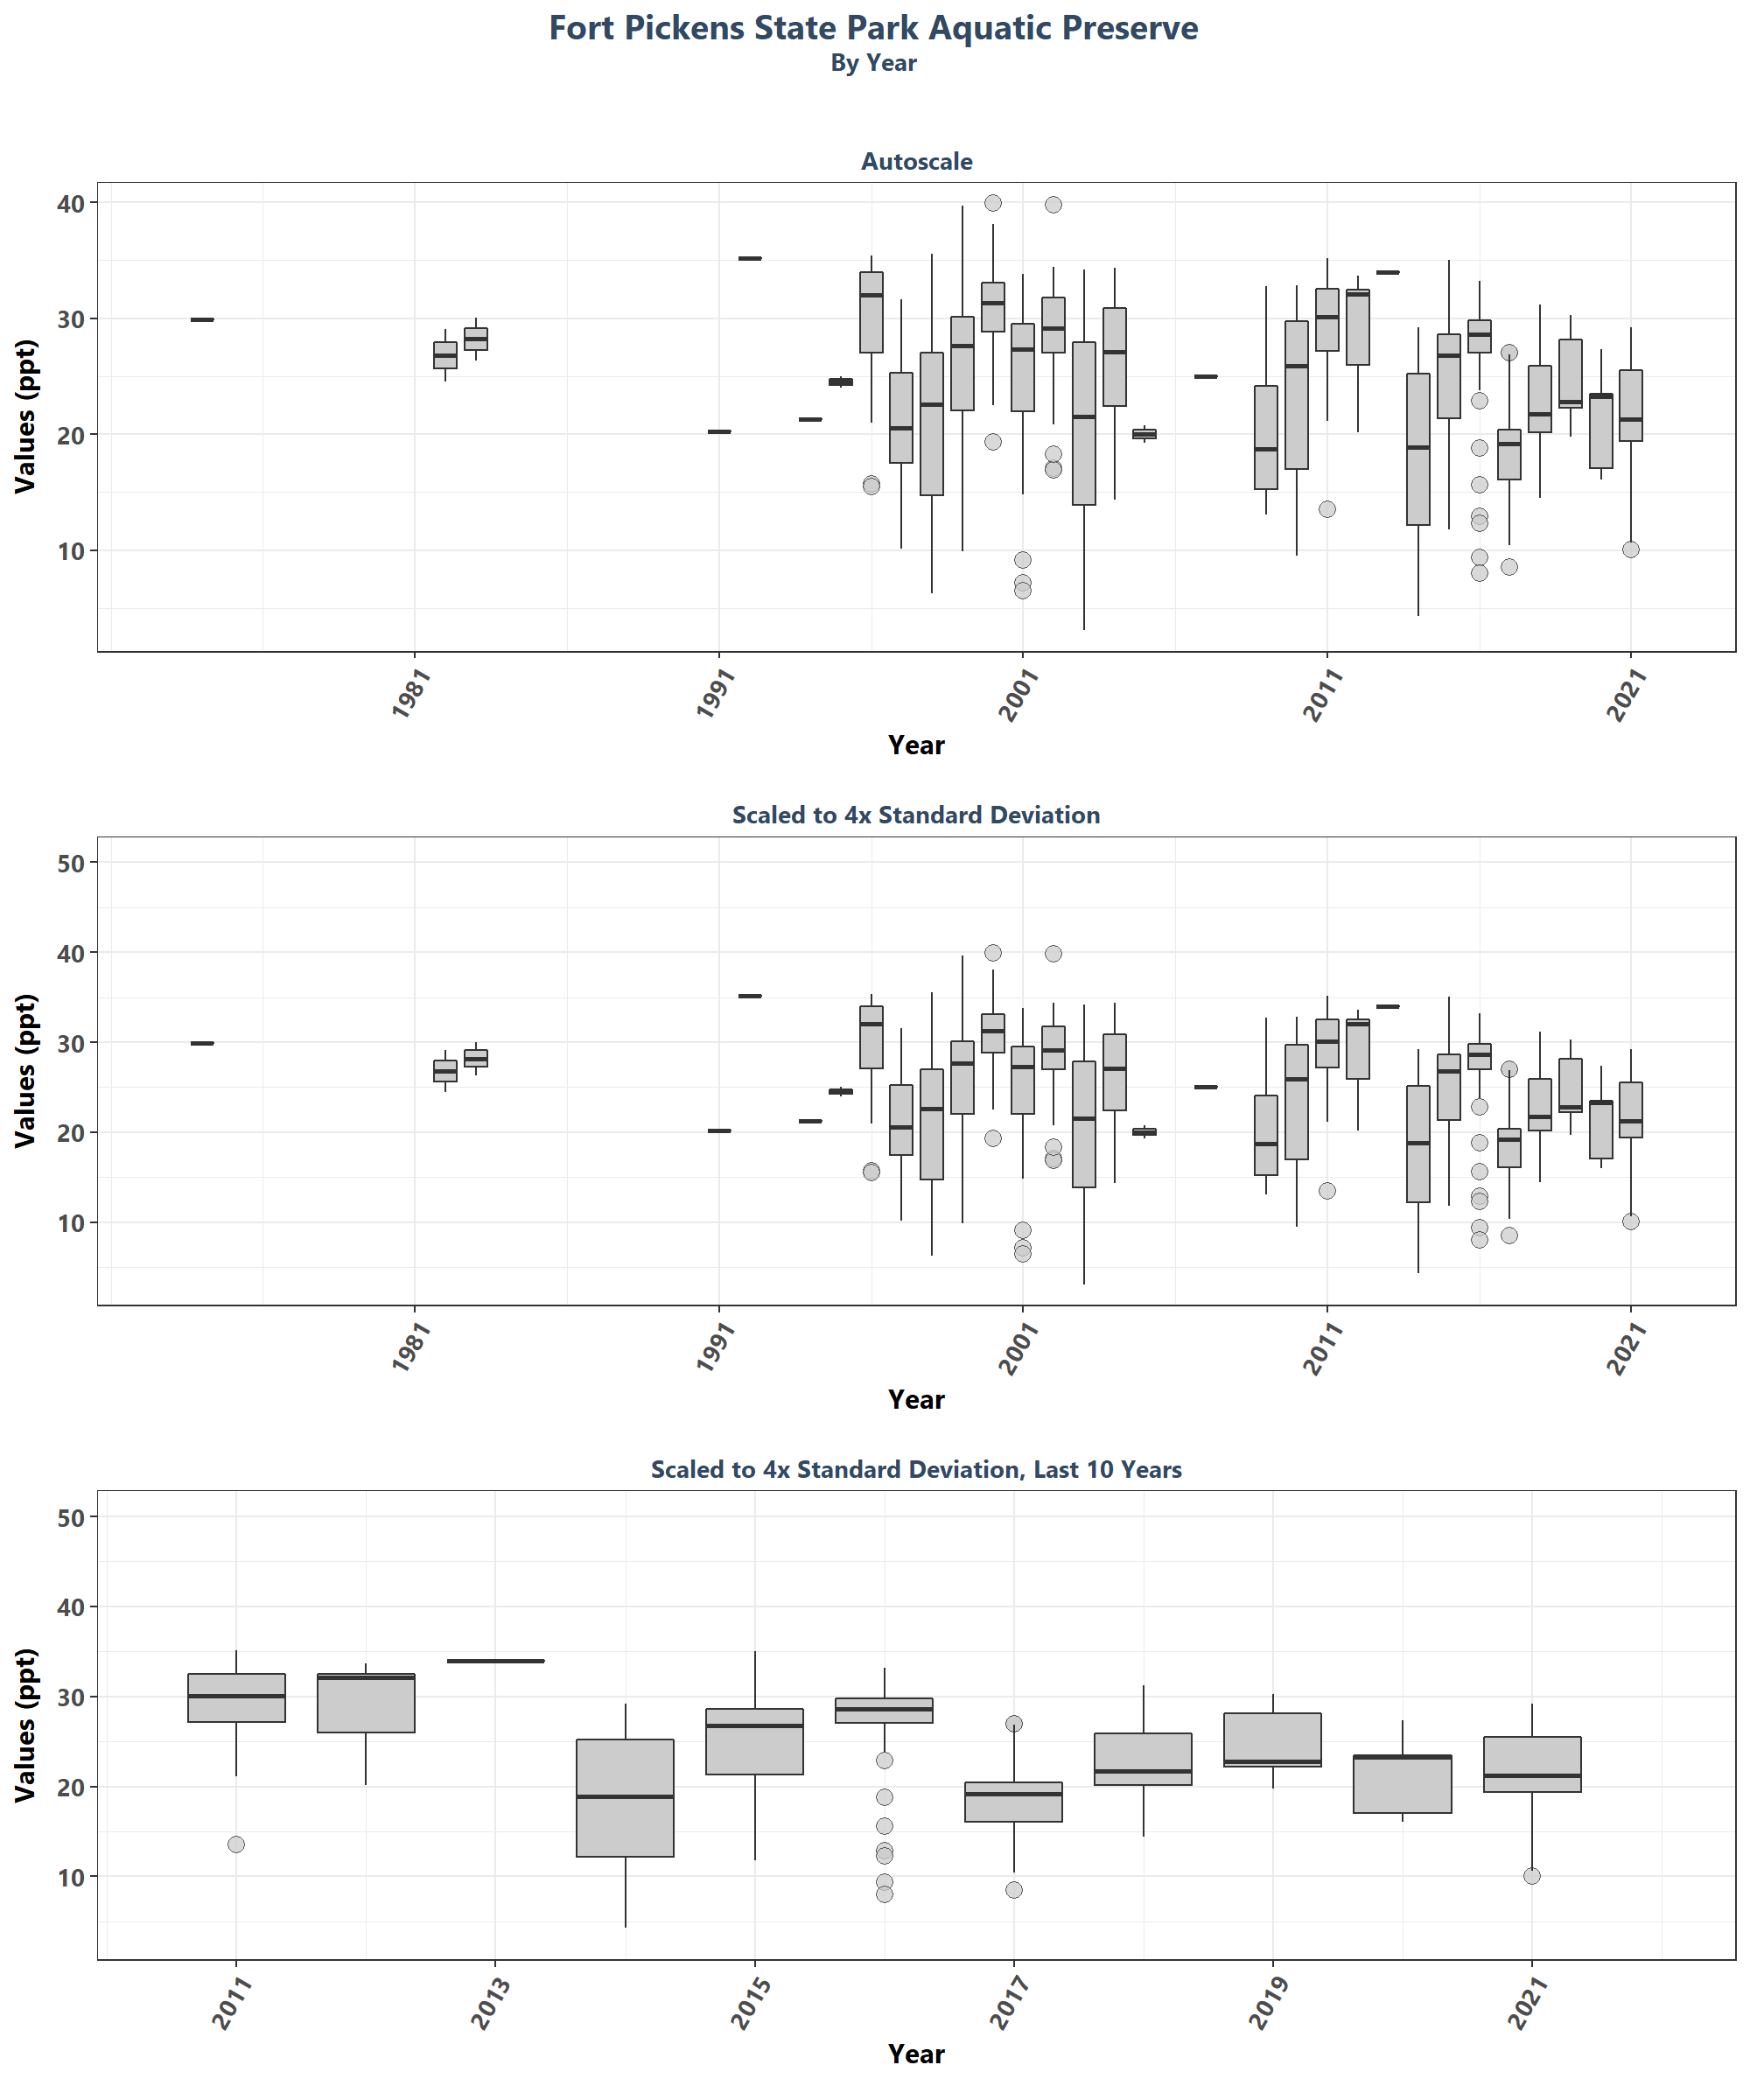 Fort Pickens State Park Aquatic Preserve
By Year
Autoscale
Values (ppt)
40
30
20
10
1981 1991 2001 2011 2021
Year
Scaled to 4x Standard Deviation
Values (ppt)
50
40
30
20
10
1981 1991 2001 2011 2021
Year
Scaled to 4x Standard Deviation, Last 10 Years
Values (ppt)
50
40
30
20
10
2011 2013 2015 2017 2019 2021
Year